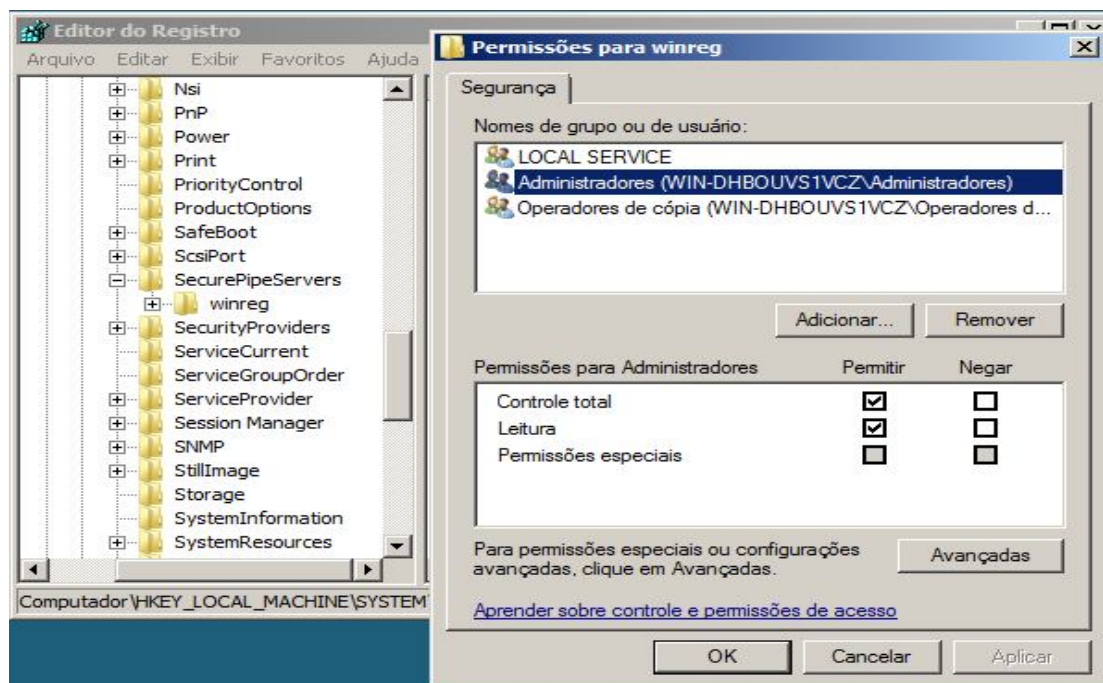 Editor do Registro
Arquivo Editar Exibir Favoritos Ajuda
Nsi
PnP
Power
Print
PriorityControl
ProductOptions
SafeBoot
ScsiPort
SecurePipeServers
winreg
SecurityProviders
ServiceCurrent
ServiceGroupOrder
ServiceProvider
Session Manager
SNMP
StillImage
Storage
SystemInformation
SystemResources
Computador\HKEY_LOCAL_MACHINE\SYSTEM
Permissões para winreg
Segurança
Nomes de grupo ou de usuário:
LOCAL SERVICE
Administradores (WIN-DHBOUVS1VCZ\Administradores)
Operadores de cópia (WIN-DHBOUVS1VCZ\Operadores d...
Adicionar... Remover
Permissões para Administradores Permitir Negar
Controle total
Leitura
Permissões especiais
Para permissões especiais ou configurações
avançadas, clique em Avançadas.
Avançadas
Aprender sobre controle e permissões de acesso
OK Cancelar Aplicar